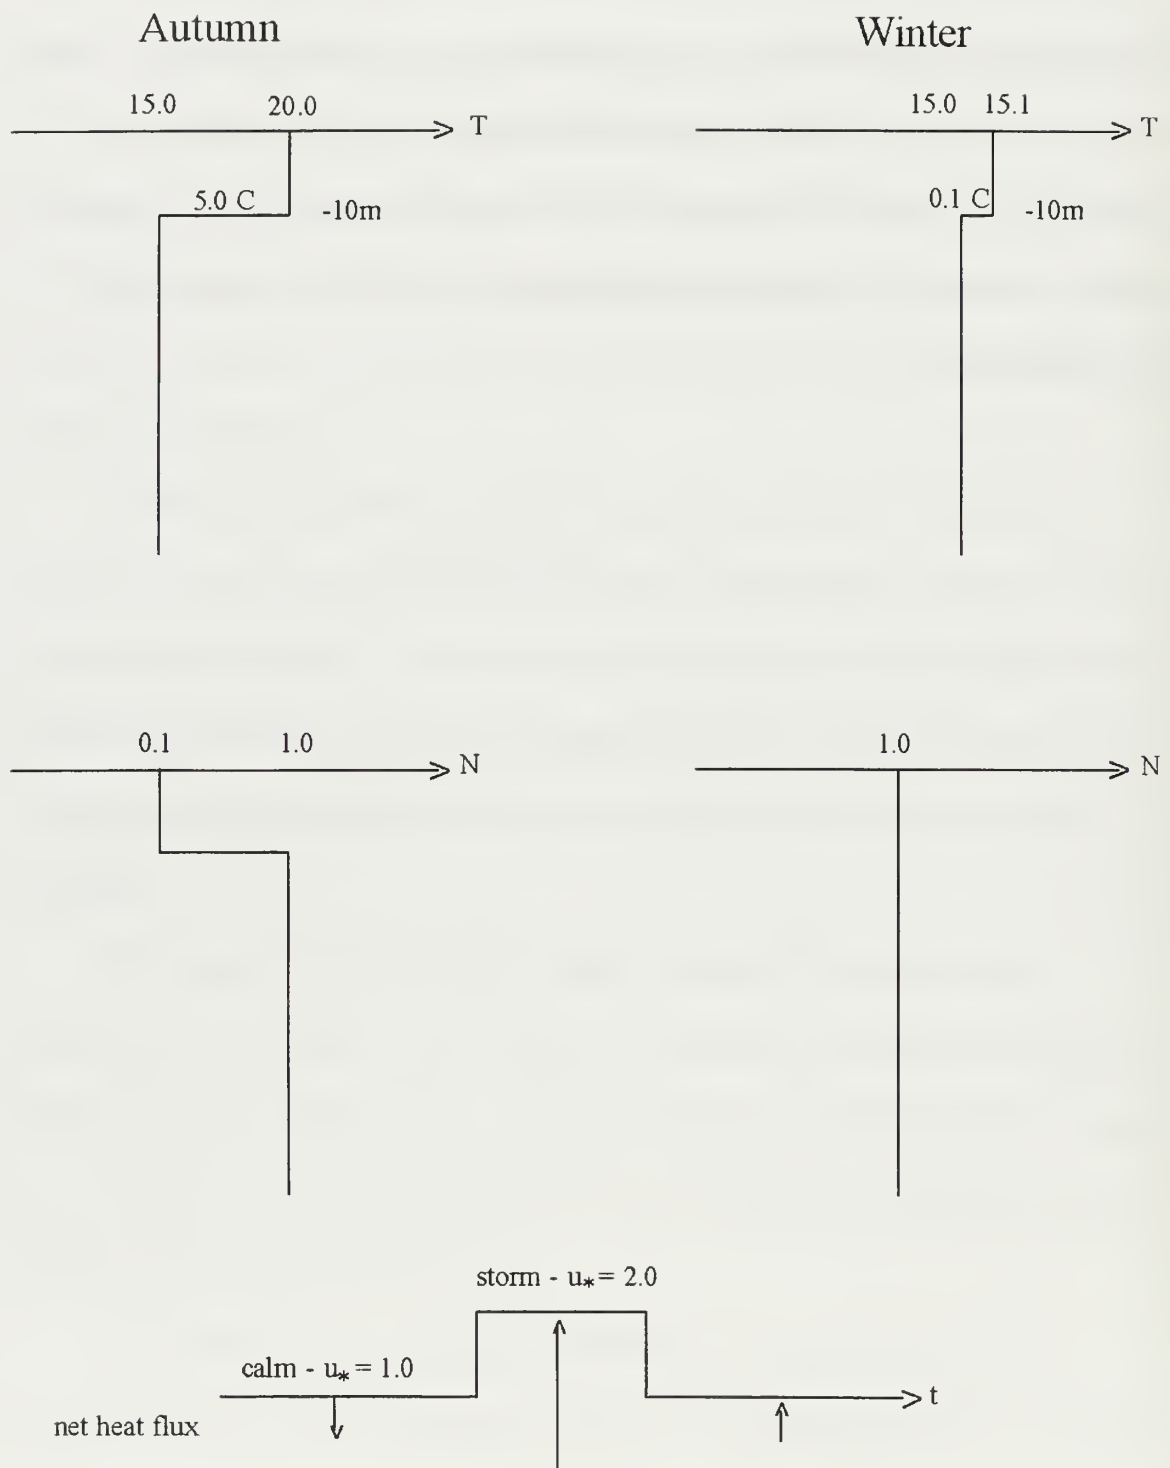 Autumn
Winter
15.0 20.0
T
5.0 C
-10m
15.0 15.1
T
0.1 C
-10m
0.1 1.0
N
1.0
N
storm - u* = 2.0
calm - u* = 1.0
t
net heat flux